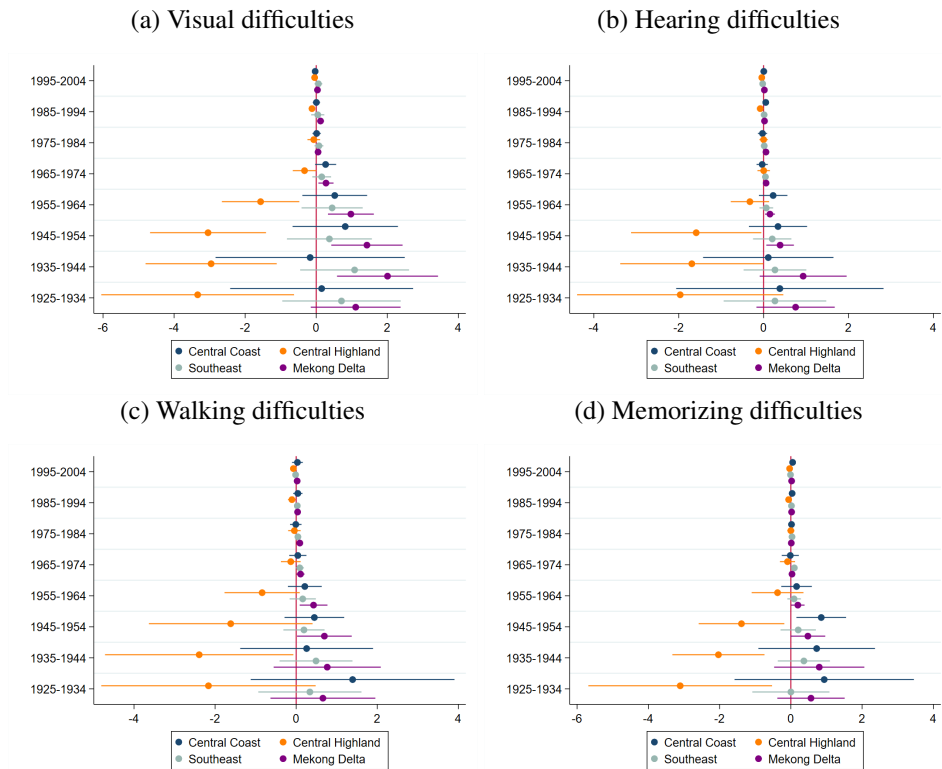 (a) Visual difficulties
1995-2004
1985-1994
1975-1984
1965-1974
1955-1964
1945-1954
1935-1944
1925-1934
-6 -4 -2 0 2 4
Central Coast Central Highland
Southeast Mekong Delta
(b) Hearing difficulties
1995-2004
1985-1994
1975-1984
1965-1974
1955-1964
1945-1954
1935-1944
1925-1934
-4 -2 0 2 4
Central Coast Central Highland
Southeast Mekong Delta
(c) Walking difficulties
1995-2004
1985-1994
1975-1984
1965-1974
1955-1964
1945-1954
1935-1944
1925-1934
-4 -2 0 2 4
Central Coast Central Highland
Southeast Mekong Delta
(d) Memorizing difficulties
1995-2004
1985-1994
1975-1984
1965-1974
1955-1964
1945-1954
1935-1944
1925-1934
-6 -4 -2 0 2 4
Central Coast Central Highland
Southeast Mekong Delta